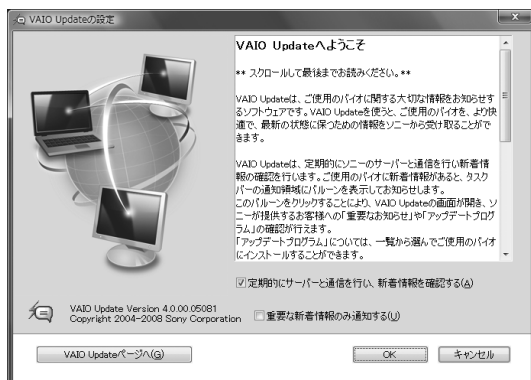 VAIO Updateの設定
VAIO Updateへようこそ
** スクロールして最後までお読みください。**
VAIO Updateは、ご使用のバイオに関する大切な情報をお知らせす
るソフトウェアです。VAIO Updateを使うと、ご使用のバイオを、より快
適で、最新の状態に保つための情報をソニーから受け取ることがで
きます。
VAIO Updateは、定期的にソニーのサーバーと通信を行い新着情
報の確認を行います。ご使用のバイオに新着情報があると、タスク
バーの通知領域にバルーンを表示してお知らせします。
このバルーンをクリックすることにより、VAIO Updateの画面が開き、ソ
ニーが提供するお客様への「重要なお知らせ」や「アップデートプログ
ラム」の確認が行えます。
「アップデートプログラム」については、一覧から選んでご使用のバイオ
にインストールすることができます。
定期的にサーバーと通信を行い、新着情報を確認する(A)
VAIO Update Version 4.0.00.05081
Copyright 2004-2008 Sony Corporation
重要な新着情報のみ通知する(U)
VAIO Updateページへ(G)
OK
キャンセル